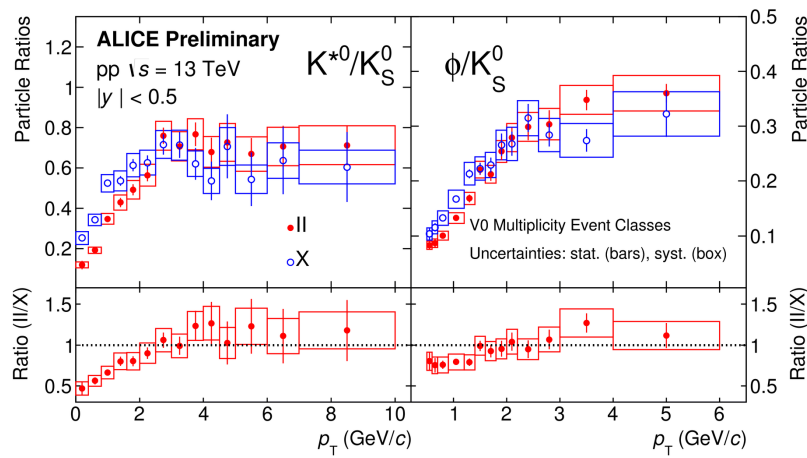 ALICE Preliminary
pp √s = 13 TeV
|y| < 0.5
K*0/K0S
II
X
Particle Ratios
1.2
1
0.8
0.6
0.4
0.2
ϕ/K0S
V0 Multiplicity Event Classes
Uncertainties: stat. (bars), syst. (box)
0.5
0.4
0.3
0.2
0.1
Particle Ratios
Ratio (II/X)
1.5
1
0.5
0 2 4 6 8 10
pT (GeV/c)
1.5
1
0.5
Ratio (II/X)
1 2 3 4 5 6
pT (GeV/c)